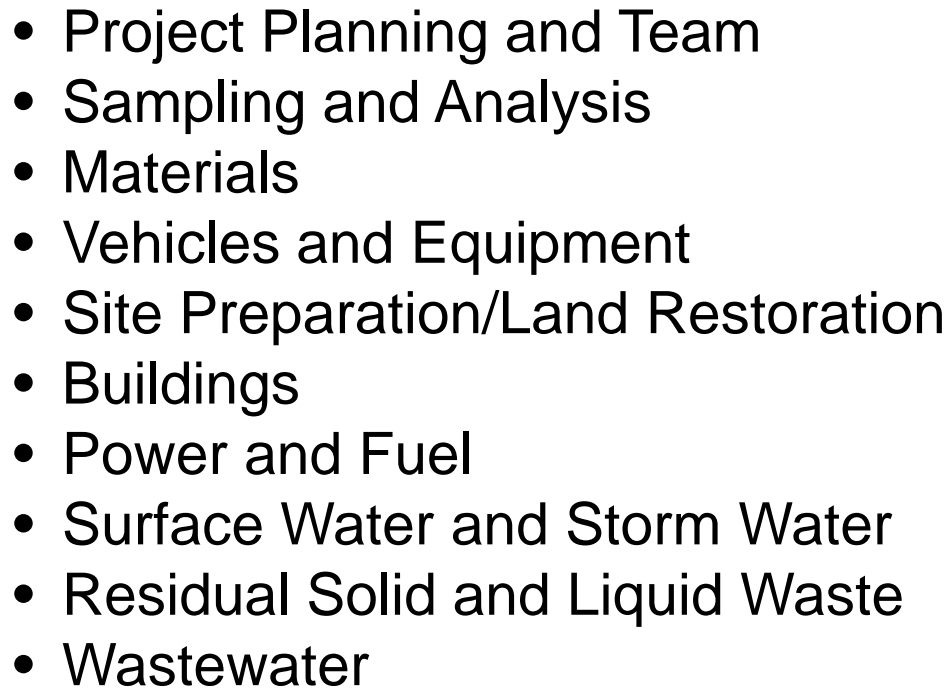 • Project Planning and Team
• Sampling and Analysis
• Materials
• Vehicles and Equipment
• Site Preparation/Land Restoration
• Buildings
• Power and Fuel
• Surface Water and Storm Water
• Residual Solid and Liquid Waste
• Wastewater